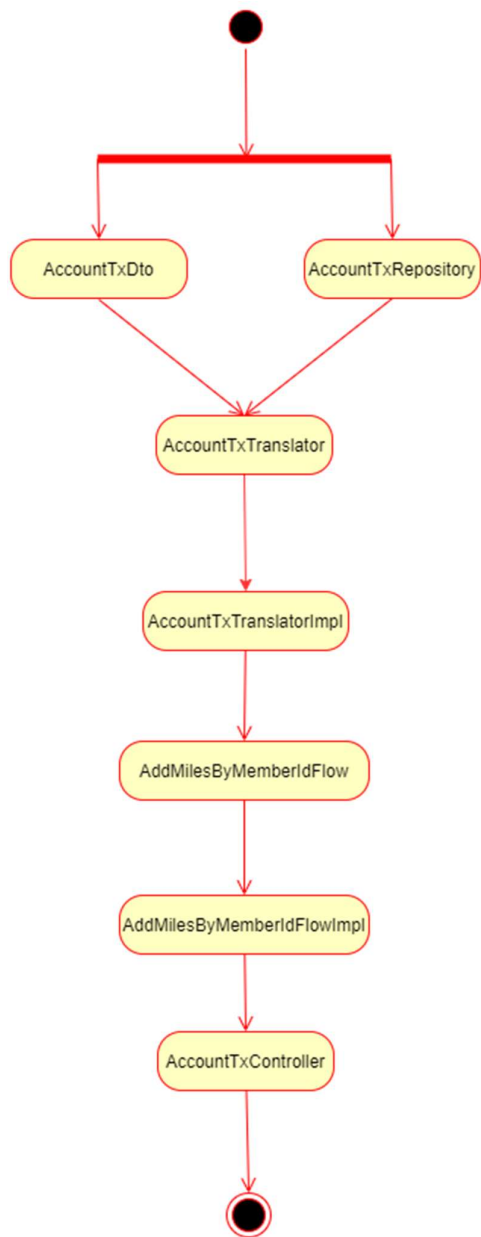 AccountTxDto
AccountTxRepository
AccountTxTranslator
AccountTxTranslatorImpl
AddMilesByMemberIdFlow
AddMilesByMemberIdFlowImpl
AccountTxController